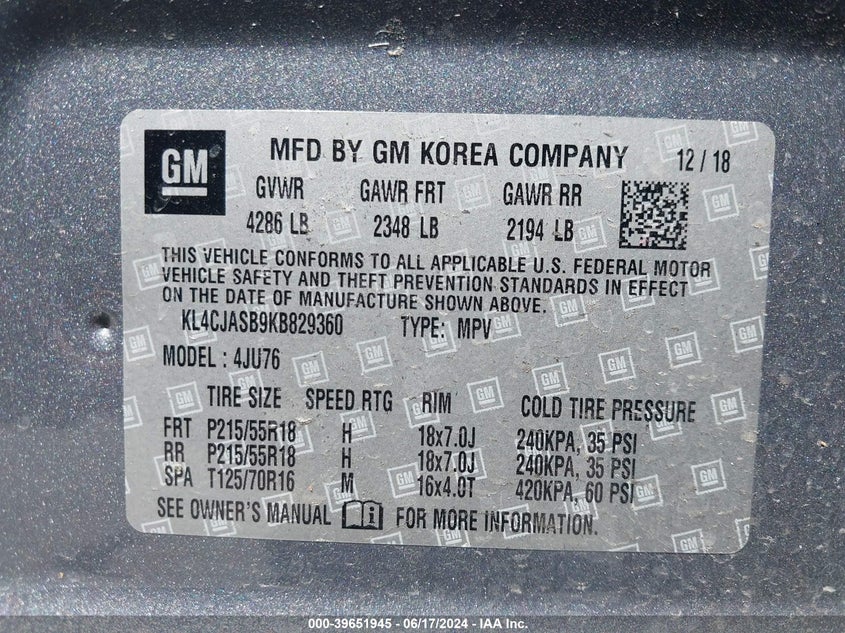 GM
MFD BY GM KOREA COMPANY 12 / 18
GVWR GAWR FRT GAWR RR
4286 LB 2348 LB 2194 LB
THIS VEHICLE CONFORMS TO ALL APPLICABLE U.S. FEDERAL MOTOR
VEHICLE SAFETY AND THEFT PREVENTION STANDARDS IN EFFECT
ON THE DATE OF MANUFACTURE SHOWN ABOVE.
KL4CJASB9KB829360 TYPE: MPV
MODEL : 4JU76
TIRE SIZE SPEED RTG RIM COLD TIRE PRESSURE
FRT P215/55R18 H 18x7.0J 240KPA, 35 PSI
RR P215/55R18 H 18x7.0J 240KPA, 35 PSI
SPA T125/70R16 M 16x4.0T 420KPA, 60 PSI
SEE OWNER'S MANUAL i FOR MORE INFORMATION.
000-39651945 - 06/17/2024 - IAA Inc.